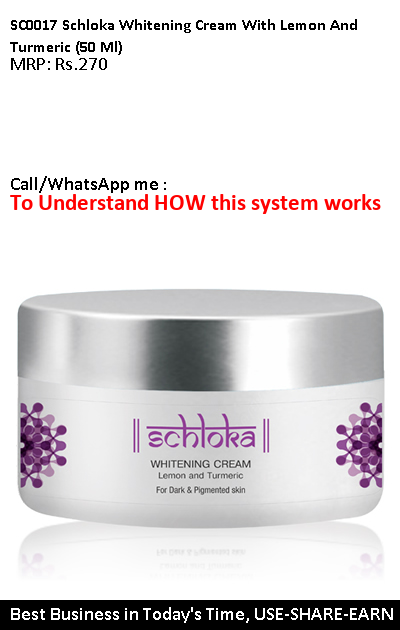 SC0017 Schloka Whitening Cream With Lemon And
Turmeric (50 Ml)
MRP: Rs.270
Call/WhatsApp me :
To Understand HOW this system works
|| schloka ||
WHITENING CREAM
Lemon and Turmeric
For Dark & Pigmented skin
Best Business in Today's Time, USE-SHARE-EARN